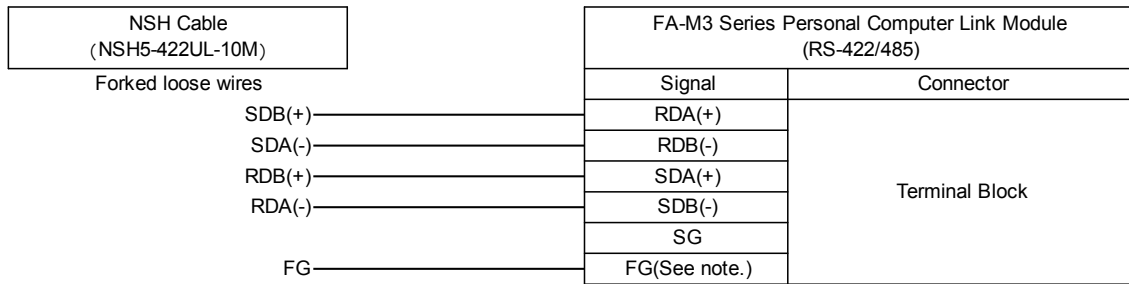 NSH Cable
（NSH5-422UL-10M）
FA-M3 Series Personal Computer Link Module
(RS-422/485)
Forked loose wires
Signal
Connector
SDB(+)
RDA(+)
SDA(-)
RDB(-)
RDB(+)
SDA(+)
RDA(-)
SDB(-)
Terminal Block
SG
FG
FG(See note.)